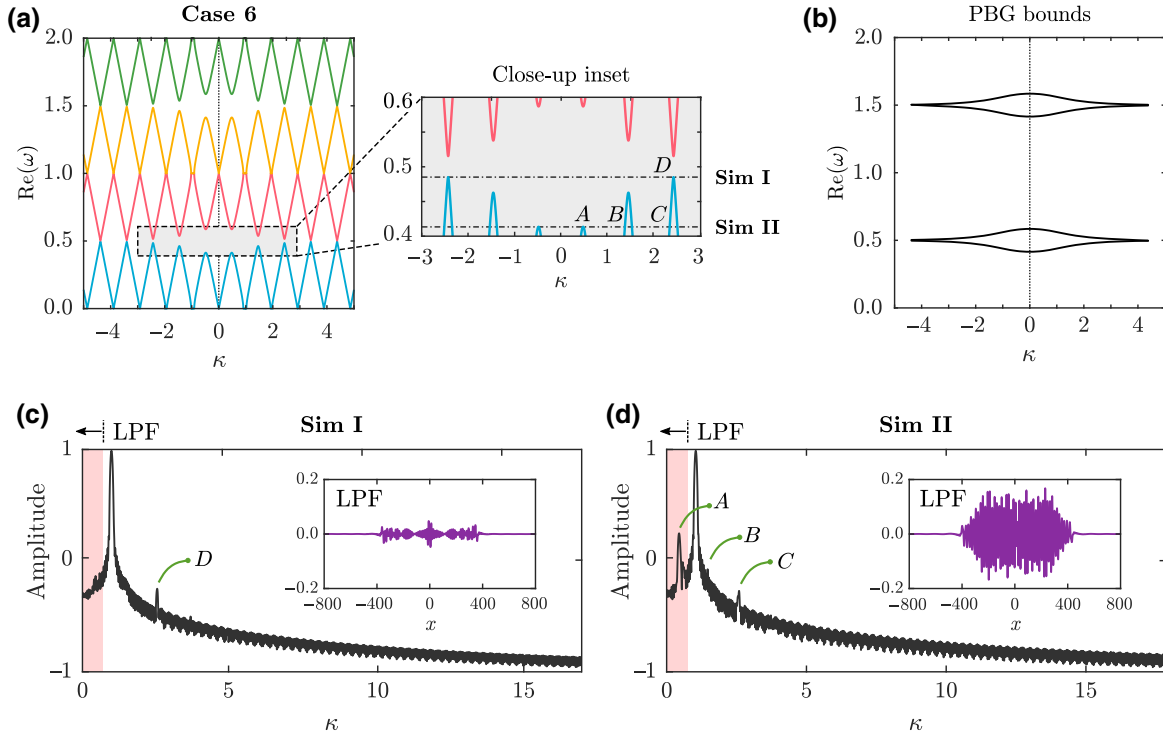 (a)
Case 6
Re(ω)
2.0
1.5
1.0
0.5
0.0
−4
−2
0
2
4
κ
Close-up inset
0.6
0.5
0.4
D
A
B
C
−3
−2
−1
0
1
2
3
κ
Sim I
Sim II
(b)
PBG bounds
Re(ω)
2.0
1.5
1.0
0.5
0.0
−4
−2
0
2
4
κ
(c)
LPF
Sim I
Amplitude
1
0
−1
D
LPF
0.2
0.0
−0.2
−800
−400
0
400
800
x
0
5
10
15
κ
(d)
LPF
Sim II
Amplitude
1
0
−1
A
B
C
LPF
0.2
0.0
−0.2
−800
−400
0
400
800
x
0
5
10
15
κ